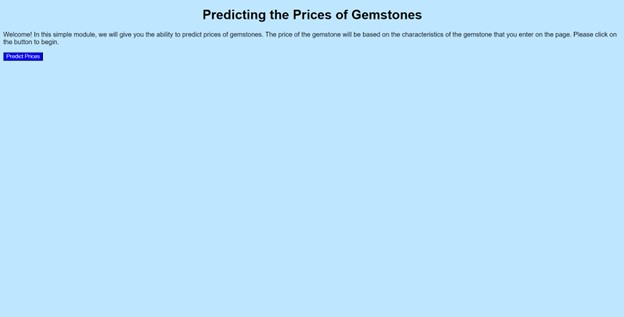 Predicting the Prices of Gemstones
Welcome! In this simple module, we will give you the ability to predict prices of gemstones. The price of the gemstone will be based on the characteristics of the gemstone that you enter on the page. Please click on
the button to begin.
Predict Prices